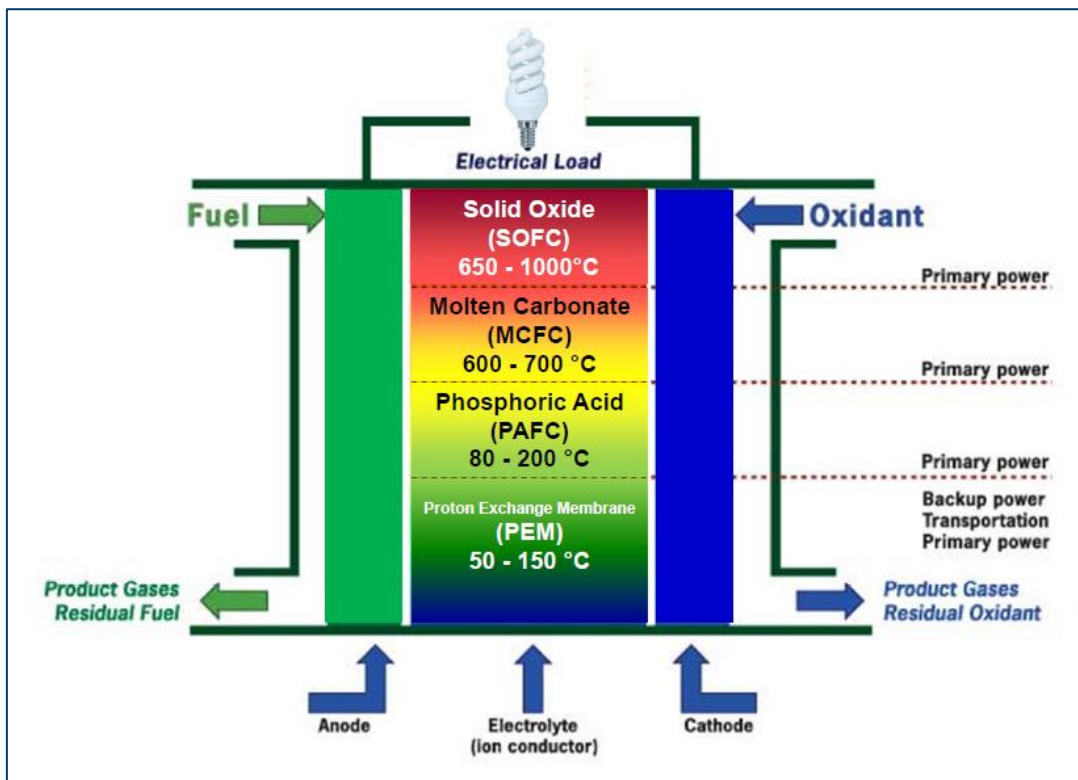 Electrical Load
Fuel
Solid Oxide
(SOFC)
650 - 1000°C
Oxidant
Primary power
Molten Carbonate
(MCFC)
600 - 700 °C
Primary power
Phosphoric Acid
(PAFC)
80 - 200 °C
Primary power
Proton Exchange Membrane
(PEM)
50 - 150 °C
Backup power
Transportation
Primary power
Product Gases
Residual Fuel
Product Gases
Residual Oxidant
Anode
Electrolyte
(ion conductor)
Cathode